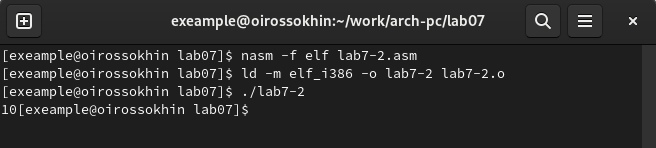 exeample@oirossokhin:~/work/arch-pc/lab07
[exeample@oirossokhin lab07]$ nasm -f elf lab7-2.asm
[exeample@oirossokhin lab07]$ ld -m elf_i386 -o lab7-2 lab7-2.o
[exeample@oirossokhin lab07]$ ./lab7-2
10[exeample@oirossokhin lab07]$